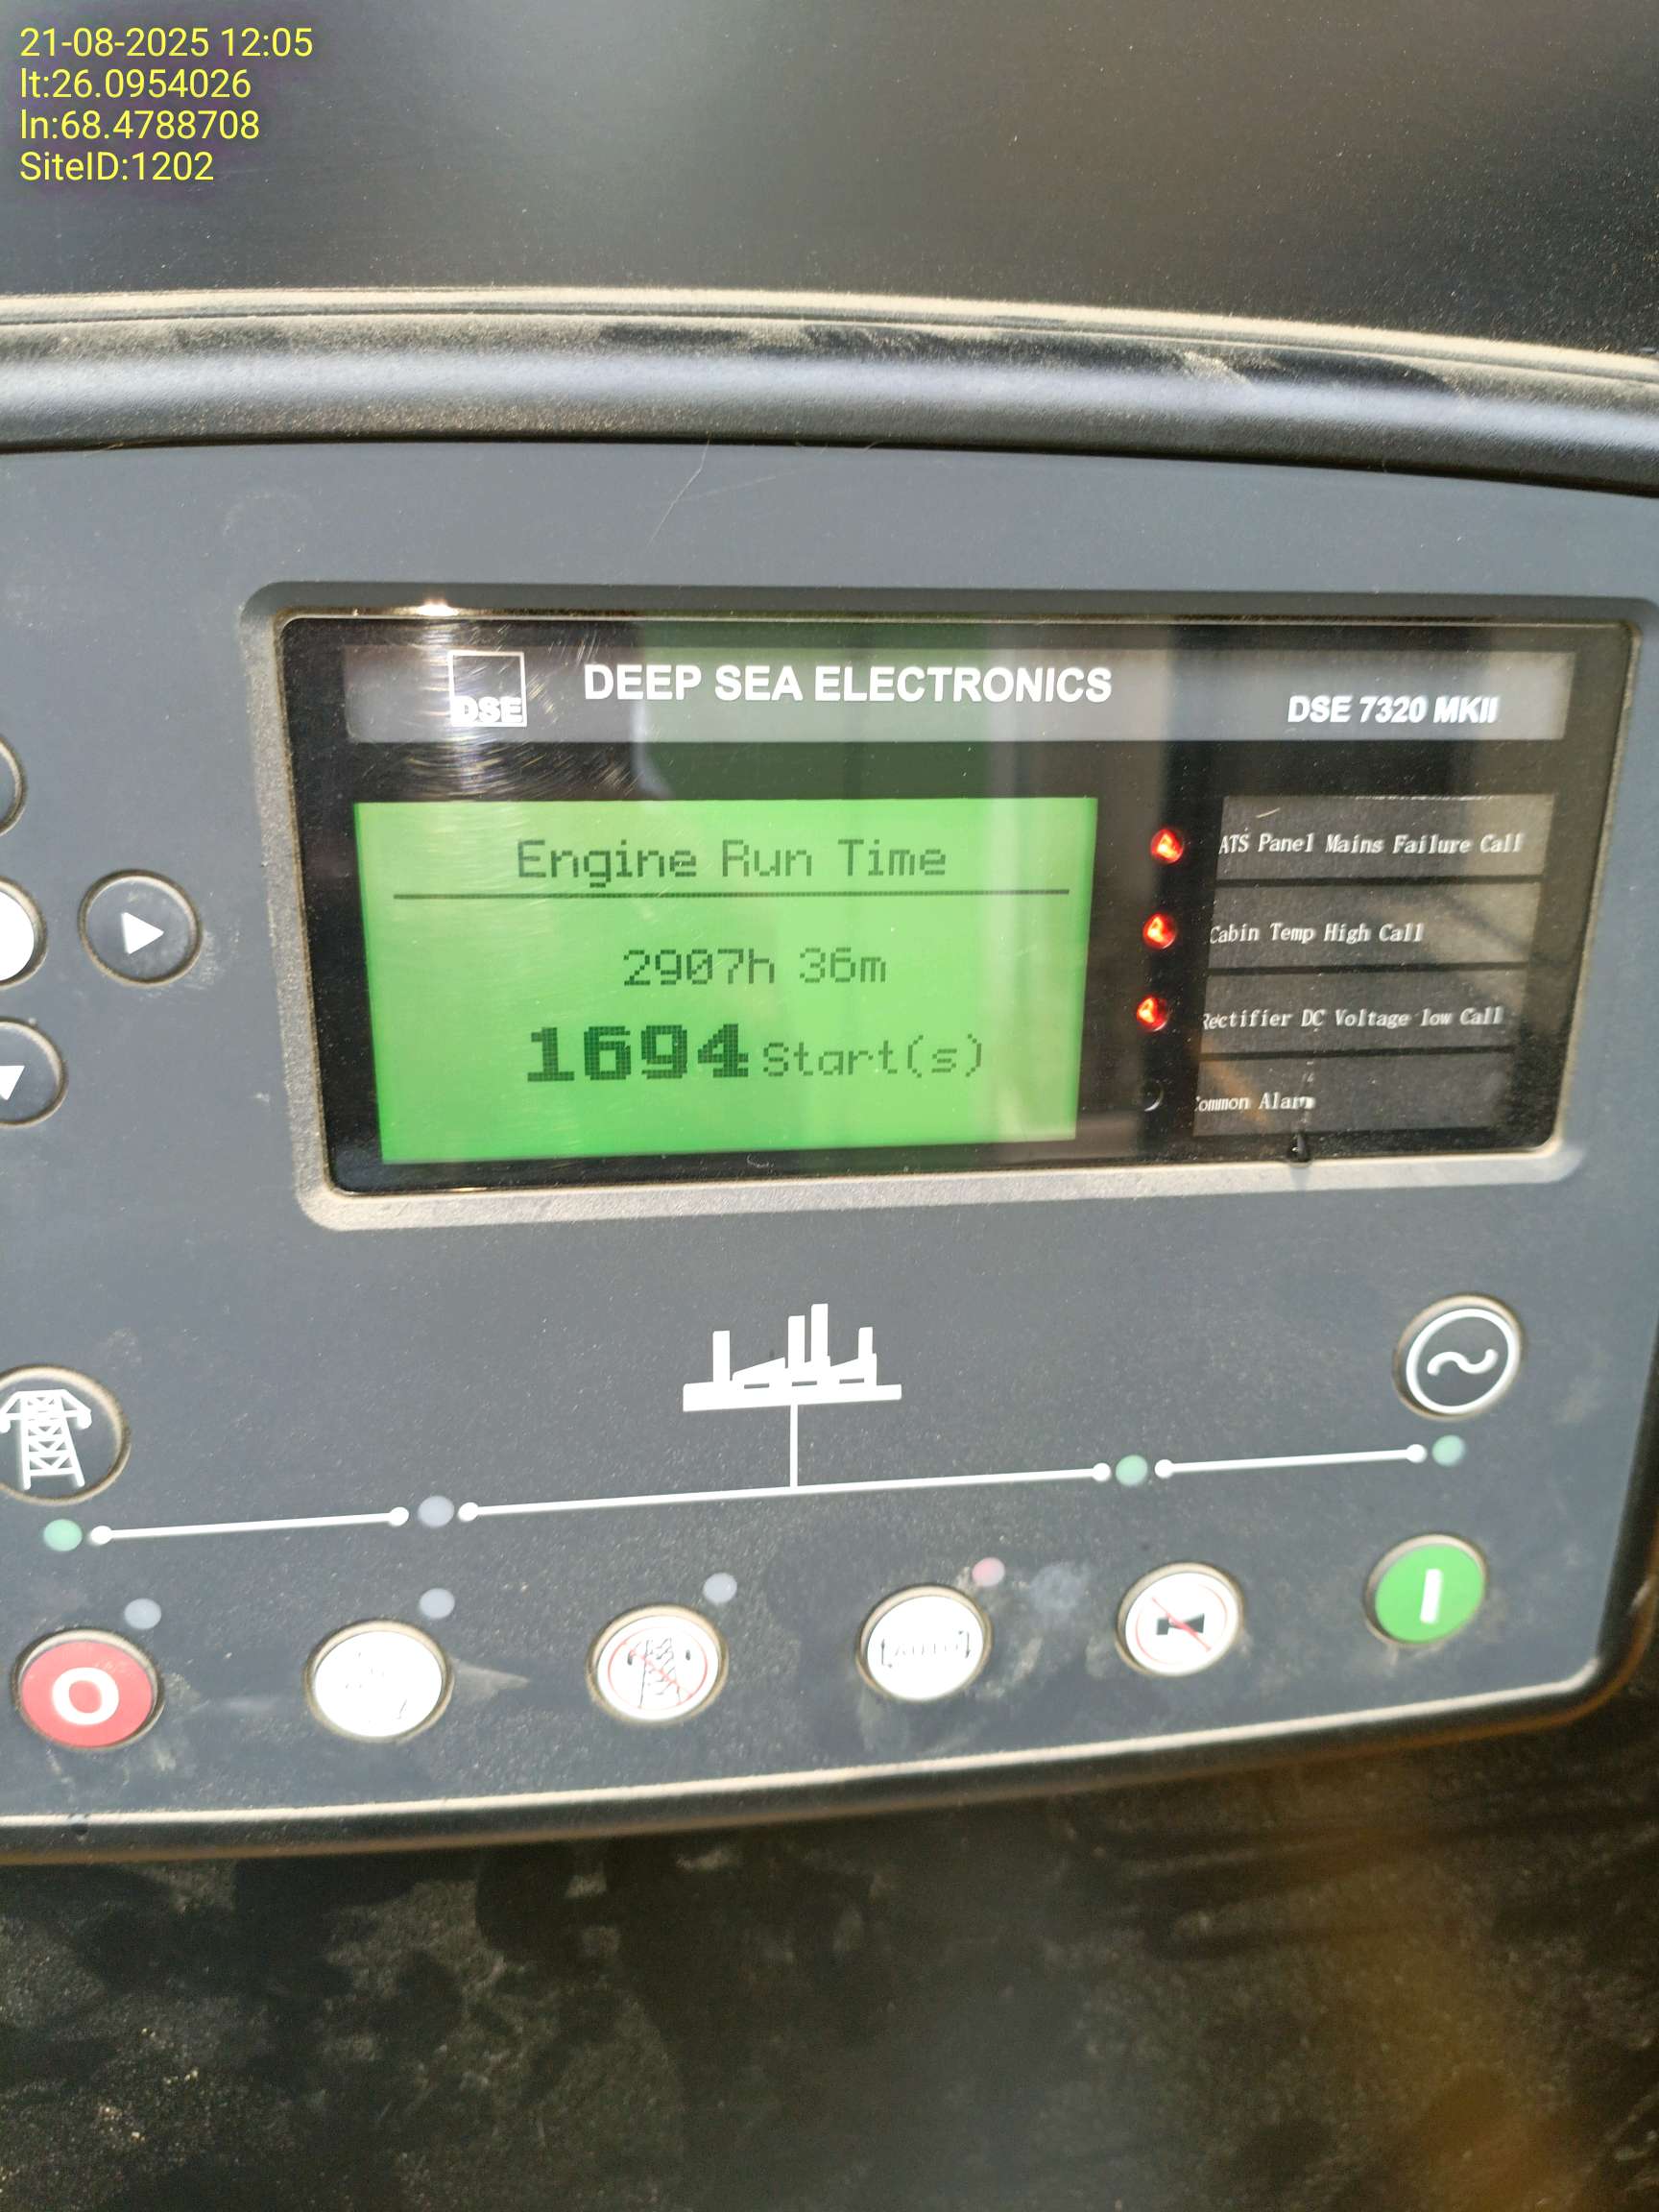 21-08-2025 12:05
lt:26.0954026
ln:68.4788708
SiteID:1202
DSE
DEEP SEA ELECTRONICS
DSE 7320 MKII
Engine Run Time
2907h 36m
1694 Start(s)
ATS Panel Mains Failure Call
Cabin Temp High Call
Rectifier DC Voltage low Call
Common Alarm
AUTO